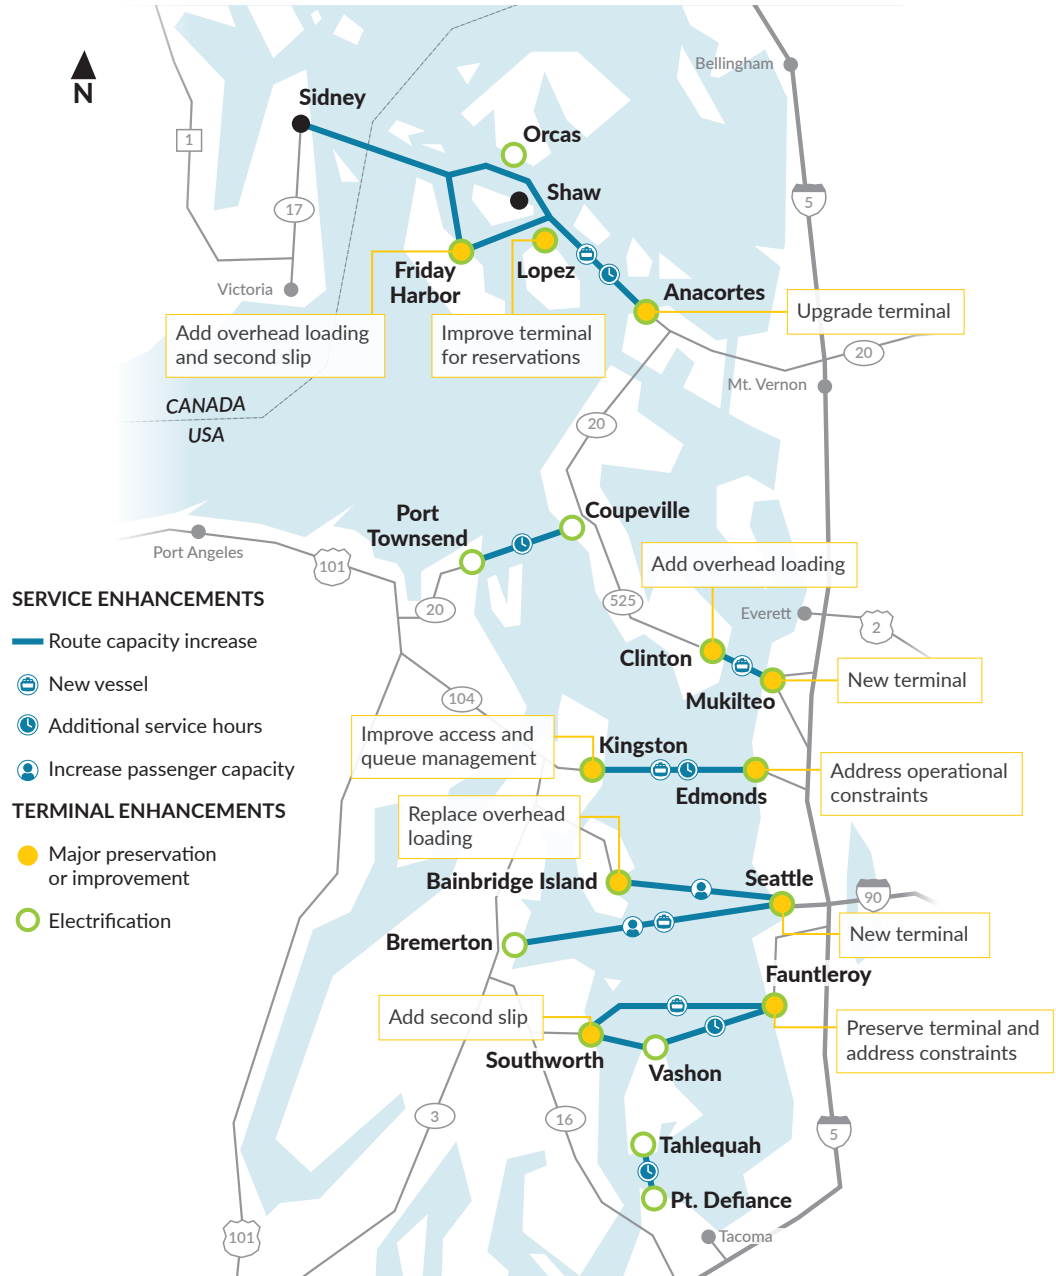 Bellingham
N
Sidney
Orcas
1
Shaw
17
5
Friday
Harbor
Lopez
Victoria
Anacortes
Add overhead loading
and second slip
Improve terminal
for reservations
Upgrade terminal
20
Mt. Vernon
CANADA
USA
20
Port
Townsend
Coupeville
Port Angeles
101
Add overhead loading
SERVICE ENHANCEMENTS
Route capacity increase
New vessel
Additional service hours
Increase passenger capacity
TERMINAL ENHANCEMENTS
Major preservation
or improvement
Electrification
20
525
Everett
2
Clinton
Mukilteo
New terminal
104
Improve access and
queue management
Kingston
Edmonds
Address operational
constraints
Replace overhead
loading
Bainbridge Island
Seattle
90
Bremerton
New terminal
Fauntleroy
Add second slip
Southworth
Vashon
Preserve terminal and
address constraints
3
16
5
Tahlequah
Pt. Defiance
101
Tacoma